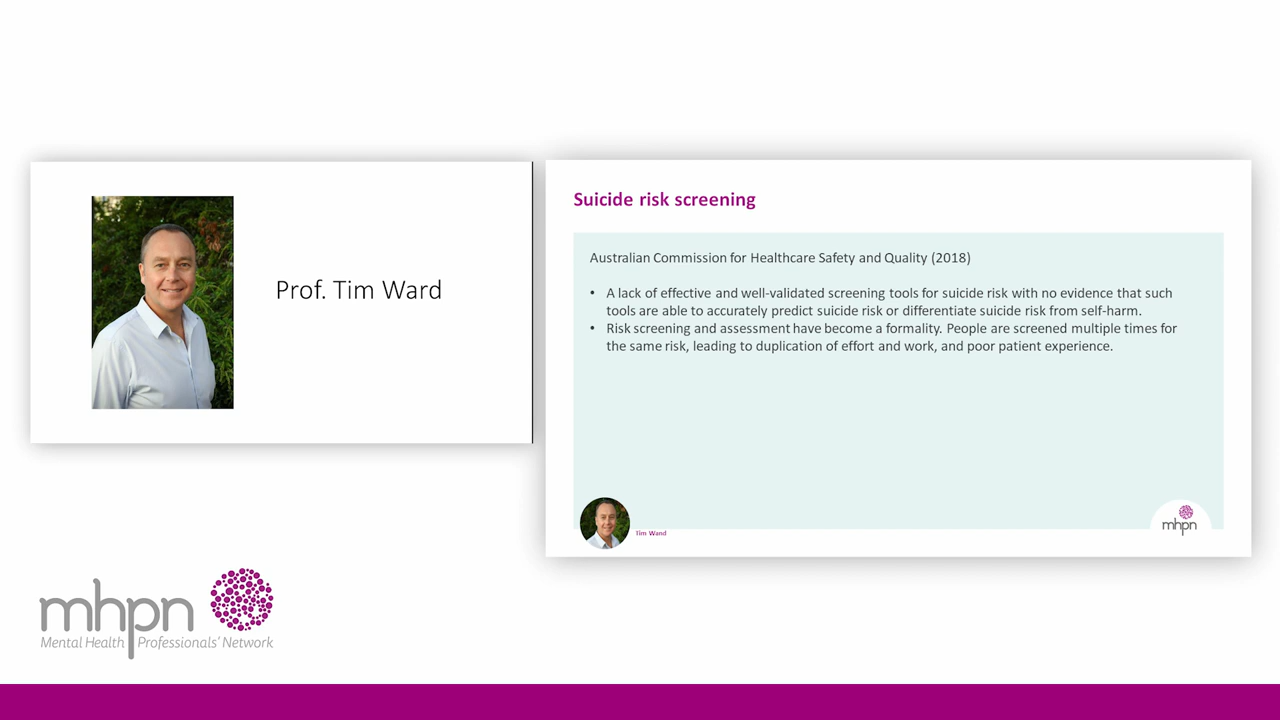 Prof. Tim Ward
Suicide risk screening
Australian Commission for Healthcare Safety and Quality (2018)
• A lack of effective and well-validated screening tools for suicide risk with no evidence that such
tools are able to accurately predict suicide risk or differentiate suicide risk from self-harm.
• Risk screening and assessment have become a formality. People are screened multiple times for
the same risk, leading to duplication of effort and work, and poor patient experience.
Tim Wand
mhpn
mhpn
Mental Health Professionals' Network